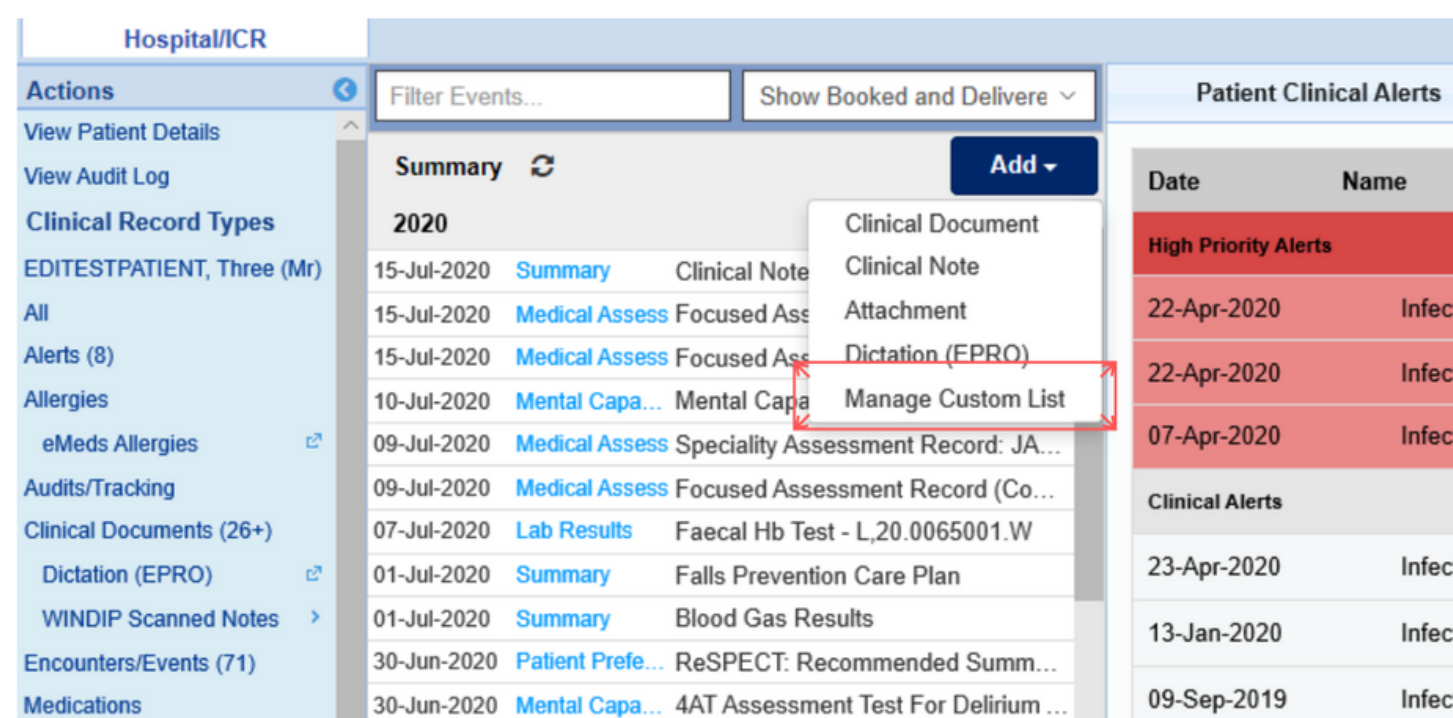 Hospital/ICR
Actions
View Patient Details
View Audit Log
Clinical Record Types
EDITESTPATIENT, Three (Mr)
All
Alerts (8)
Allergies
eMeds Allergies
Audits/Tracking
Clinical Documents (26+)
Dictation (EPRO)
WINDIP Scanned Notes
Encounters/Events (71)
Medications
Filter Events...
Show Booked and Delivere
Summary
Add
2020
15-Jul-2020 Summary Clinical Note
15-Jul-2020 Medical Assess Focused Ass
15-Jul-2020 Medical Assess Focused Ass
10-Jul-2020 Mental Capa... Mental Capa
09-Jul-2020 Medical Assess Speciality Assessment Record: JA...
09-Jul-2020 Medical Assess Focused Assessment Record (Co...
07-Jul-2020 Lab Results Faecal Hb Test - L,20.0065001.W
01-Jul-2020 Summary Falls Prevention Care Plan
01-Jul-2020 Summary Blood Gas Results
30-Jun-2020 Patient Prefe... ReSPECT: Recommended Summ...
30-Jun-2020 Mental Capa... 4AT Assessment Test For Delirium ...
Clinical Document
Clinical Note
Attachment
Dictation (EPRO)
Manage Custom List
Patient Clinical Alerts
Date Name
High Priority Alerts
22-Apr-2020 Infec
22-Apr-2020 Infec
07-Apr-2020 Infec
Clinical Alerts
23-Apr-2020 Infec
13-Jan-2020 Infec
09-Sep-2019 Infec